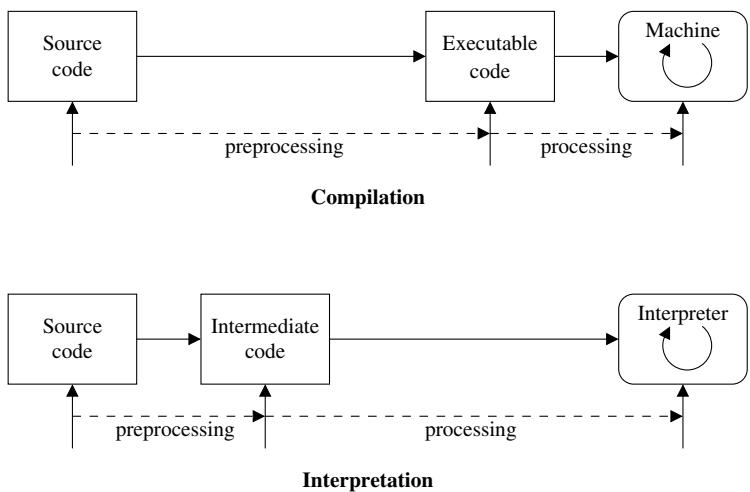 Source
code
Executable
code
Machine
preprocessing
processing
Compilation
Source
code
Intermediate
code
Interpreter
preprocessing
processing
Interpretation